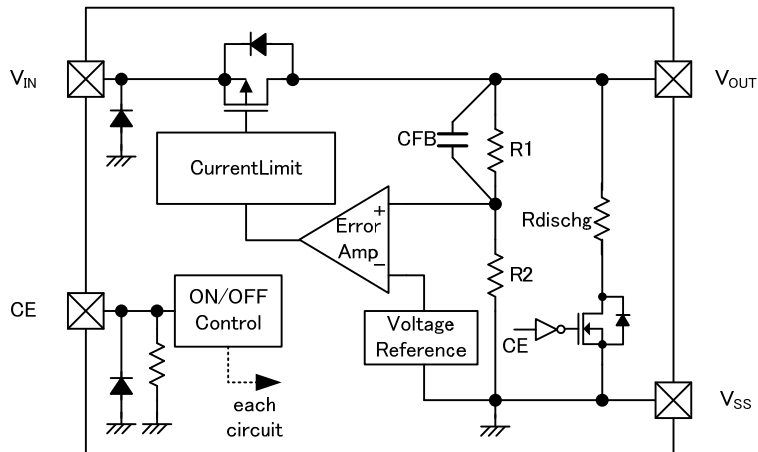 VIN
VOUT
CFB
R1
CurrentLimit
Error
Amp
+
−
Rdischg
R2
CE
ON/OFF
Control
Voltage
Reference
CE
each
circuit
VSS